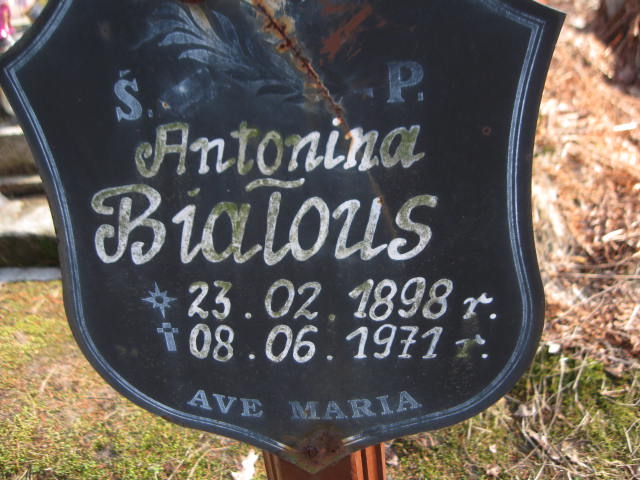 Ś. P.
Antonina
Białous
23.02.1898 r.
08.06.1971 r.
AVE MARIA